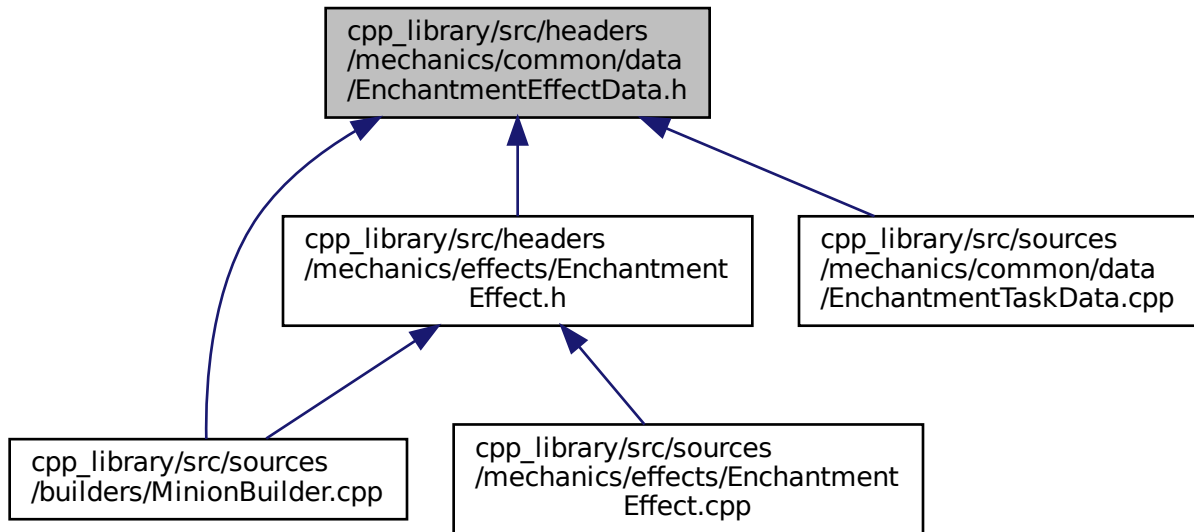 cpp_library/src/headers
/mechanics/common/data
/EnchantmentEffectData.h
cpp_library/src/headers
/mechanics/effects/Enchantment
Effect.h
cpp_library/src/sources
/mechanics/common/data
/EnchantmentTaskData.cpp
cpp_library/src/sources
/builders/MinionBuilder.cpp
cpp_library/src/sources
/mechanics/effects/Enchantment
Effect.cpp